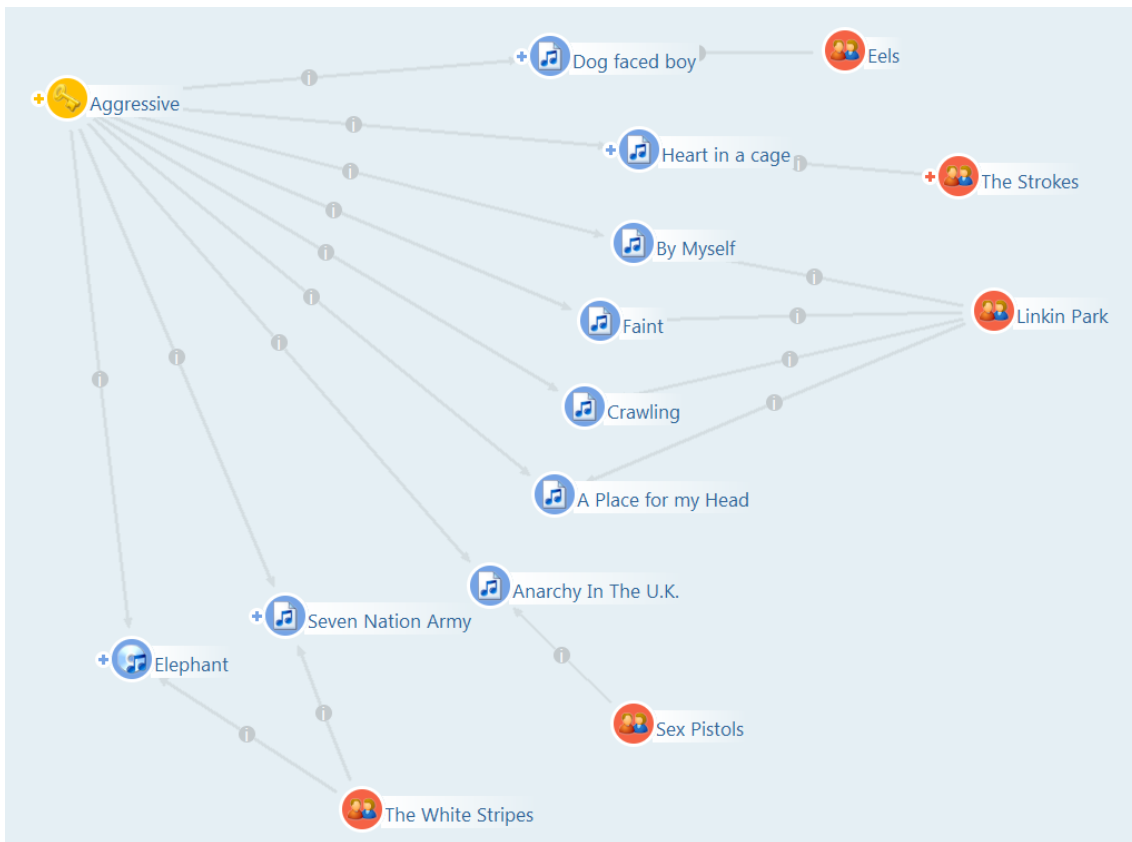 Dog faced boy
Eels
Aggressive
Heart in a cage
The Strokes
By Myself
Linkin Park
Faint
Crawling
A Place for my Head
Anarchy In The U.K.
Seven Nation Army
Elephant
Sex Pistols
The White Stripes